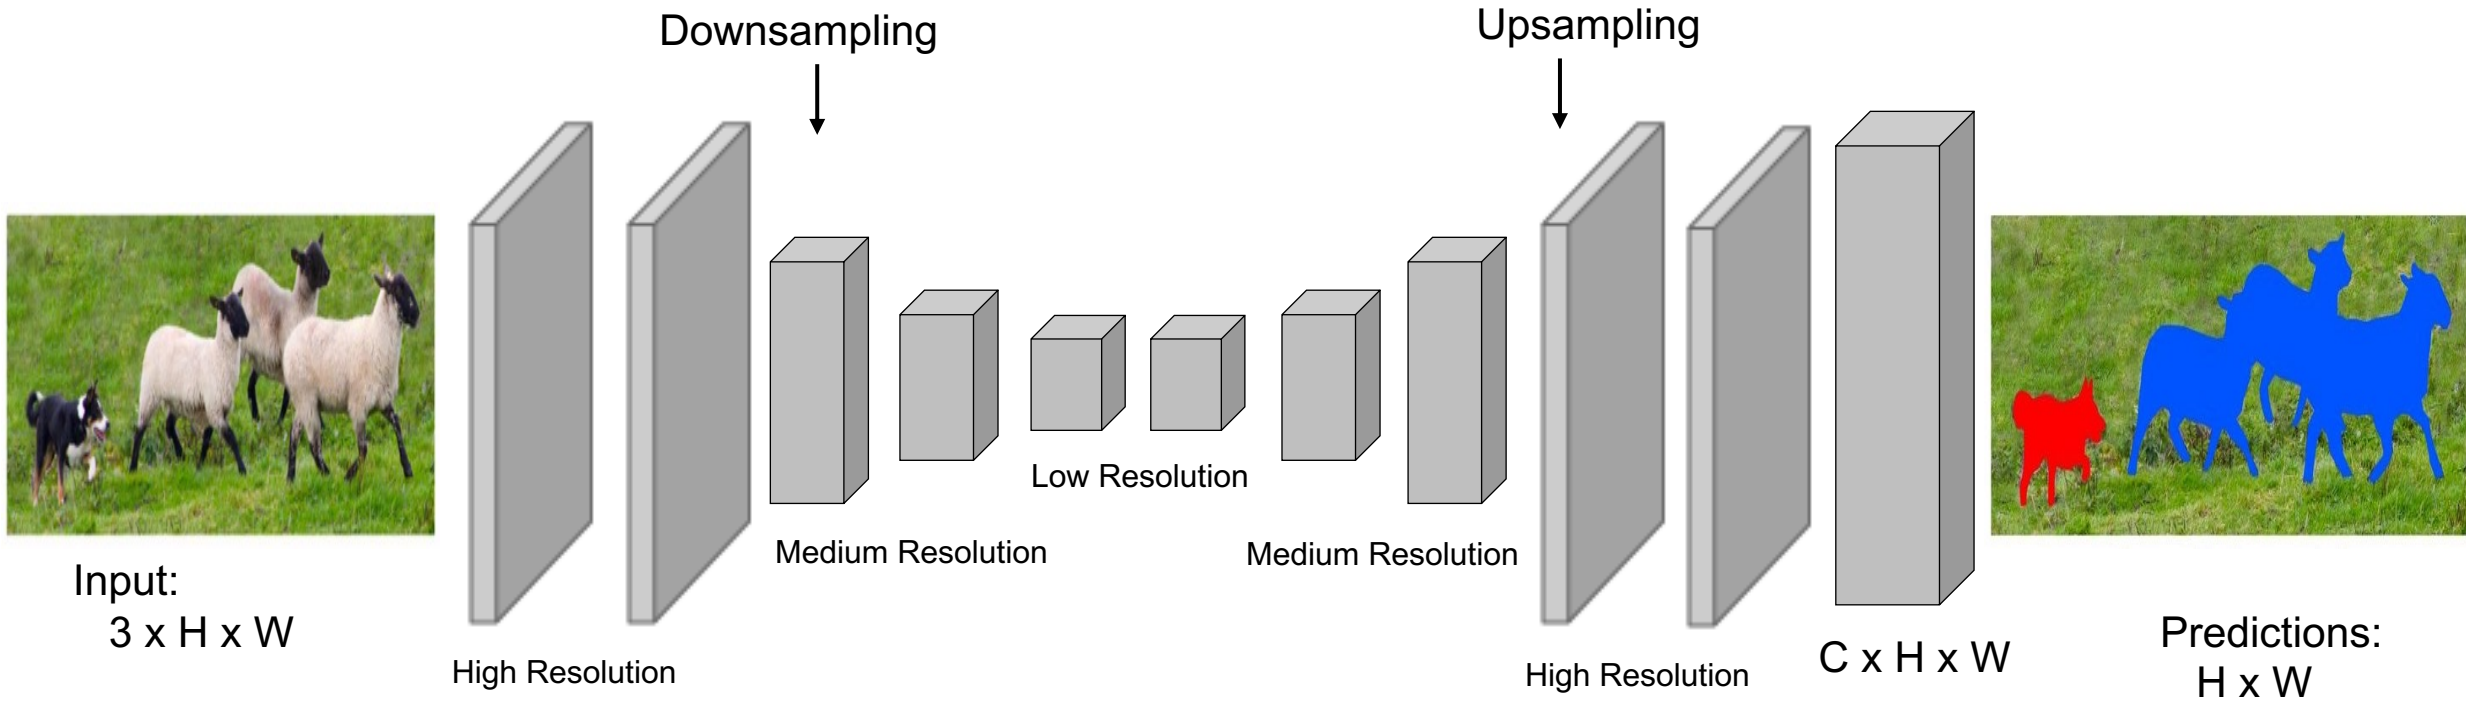 Downsampling
Upsampling
Low Resolution
Medium Resolution
Medium Resolution
Input:
3 x H x W
High Resolution
High Resolution
C x H x W
Predictions:
H x W